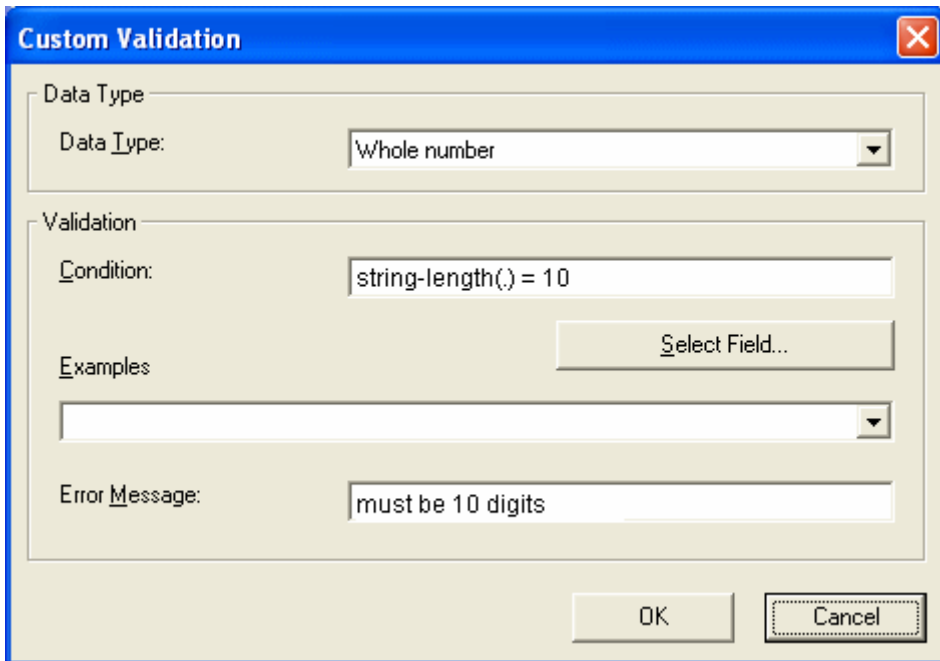 Custom Validation
Data Type
Data Type:
Whole number
Validation
Condition:
string-length(.) = 10
Select Field...
Examples
Error Message:
must be 10 digits
OK
Cancel